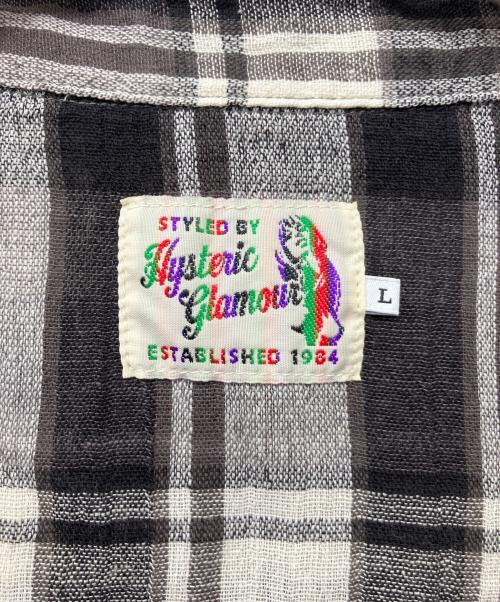 STYLED BY
Hysteric
Glamour
ESTABLISHED 1984
L